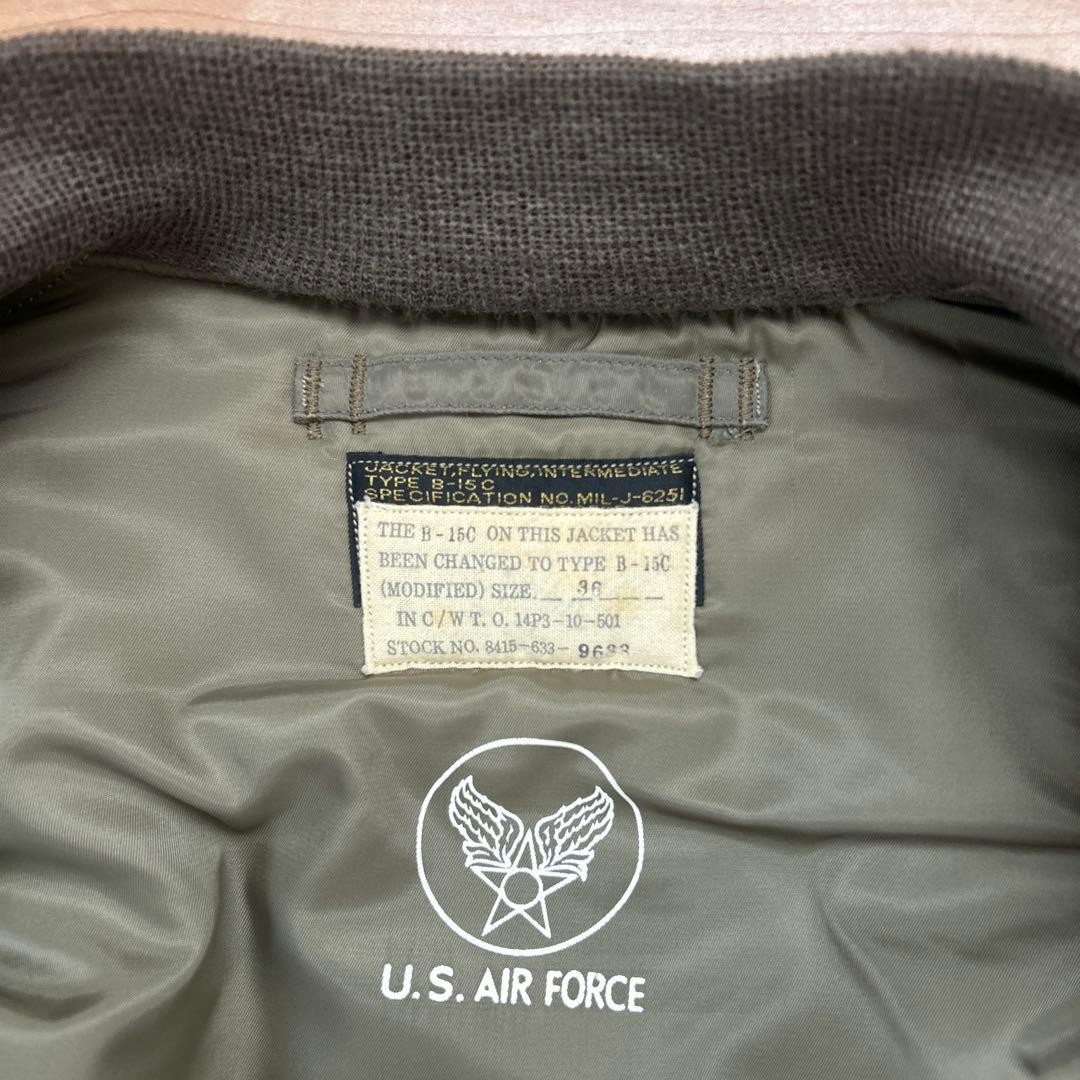 JACKET, FLYING, INTERMEDIATE
TYPE B-15C
SPECIFICATION NO. MIL-J-6251
THE B-15C ON THIS JACKET HAS
BEEN CHANGED TO TYPE B-15C
(MODIFIED) SIZE 36
IN C/W T. O. 14P3-10-501
STOCK NO. 8415-633-9633
U.S. AIR FORCE